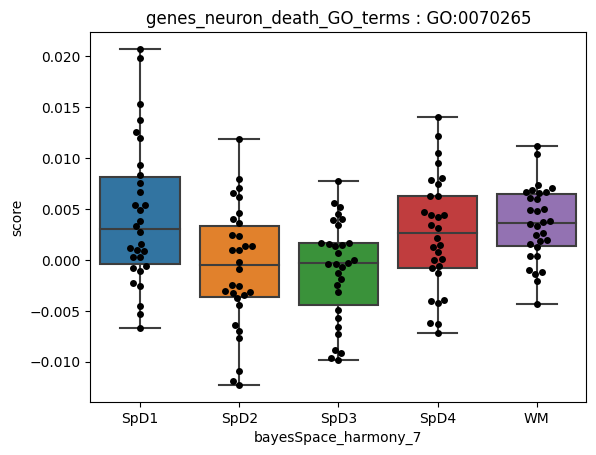 genes_neuron_death_GO_terms : GO:0070265
score
0.020
0.015
0.010
0.005
0.000
−0.005
−0.010
SpD1 SpD2 SpD3 SpD4 WM
bayesSpace_harmony_7